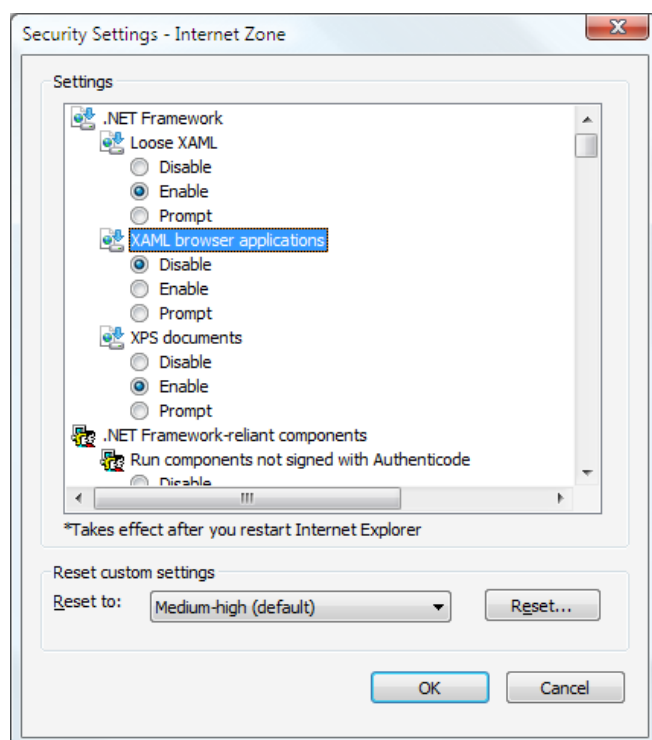 Security Settings - Internet Zone
Settings
.NET Framework
Loose XAML
Disable
Enable
Prompt
XAML browser applications
Disable
Enable
Prompt
XPS documents
Disable
Enable
Prompt
.NET Framework-reliant components
Run components not signed with Authenticode
Disable
*Takes effect after you restart Internet Explorer
Reset custom settings
Reset to: Medium-high (default) Reset...
OK Cancel